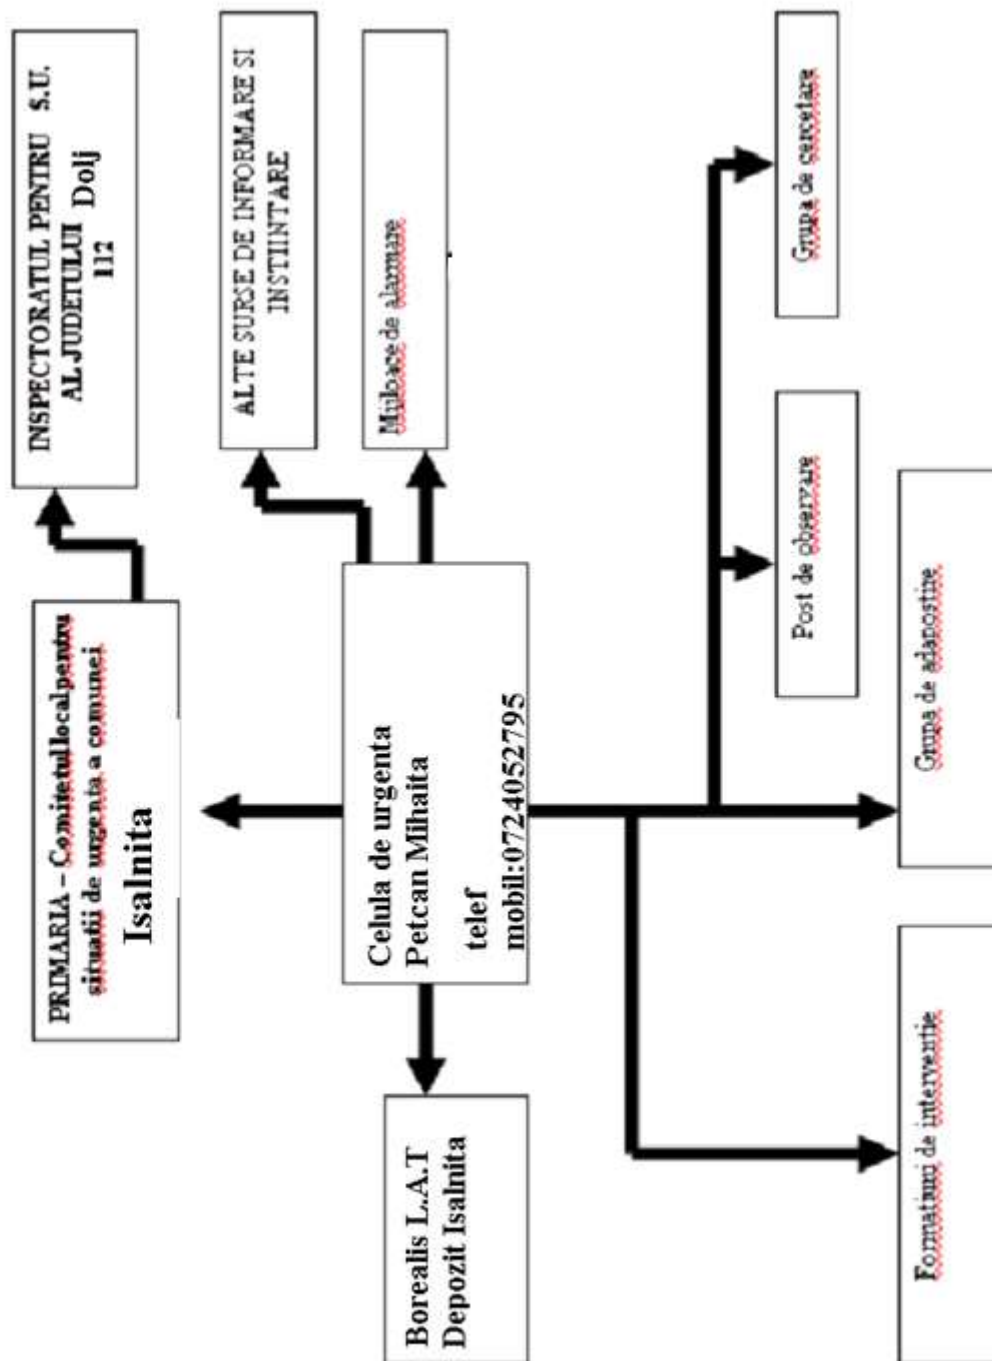 INSPECTORATUL PENTRU S.U.
AL JUDETULUI Dolj
112
PRIMARIA – Comitetul local pentru
situatii de urgenta a comunei
Isalnita
ALTE SURSE DE INFORMARE SI
INSTIINTARE
Mijloace de alarmare
Celula de urgenta
Petcan Mihaita
telef
mobil:0724052795
Borealis L.A.T
Depozit Isalnita
Grupa de cercetare
Post de observare
Grupa de adapostire
Formatiuni de interventie